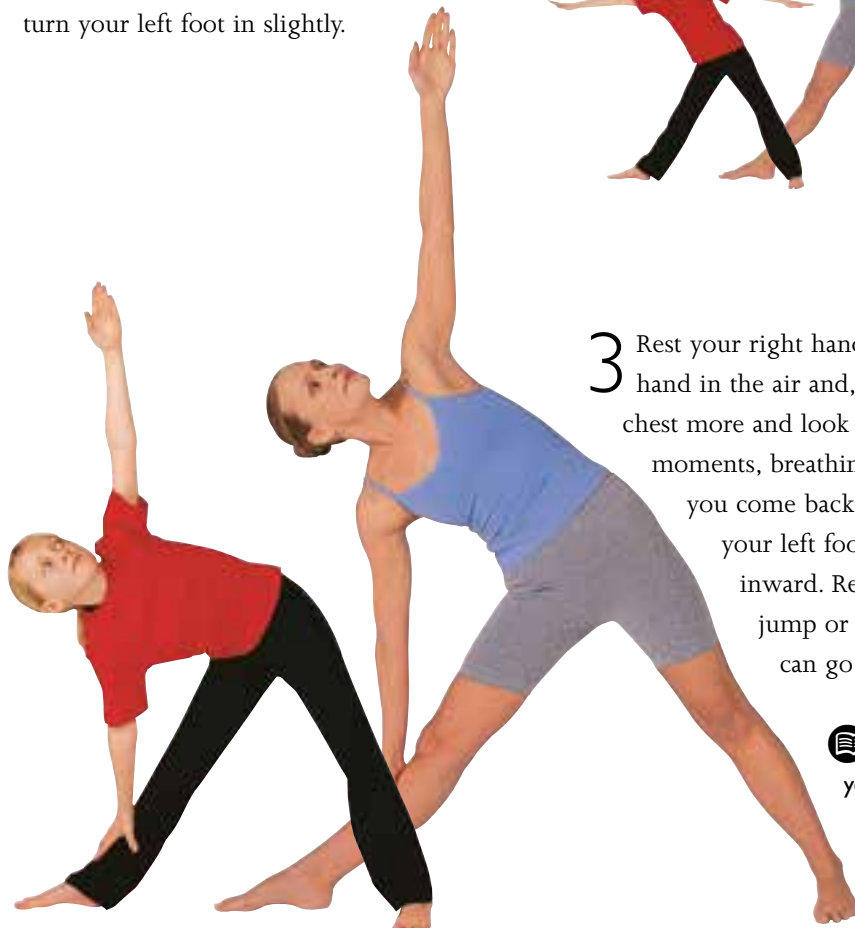 turn your left foot in slightly.
3 Rest your right hand
hand in the air and,
chest more and look
moments, breathin
you come back
your left foo
inward. Re
jump or
can go